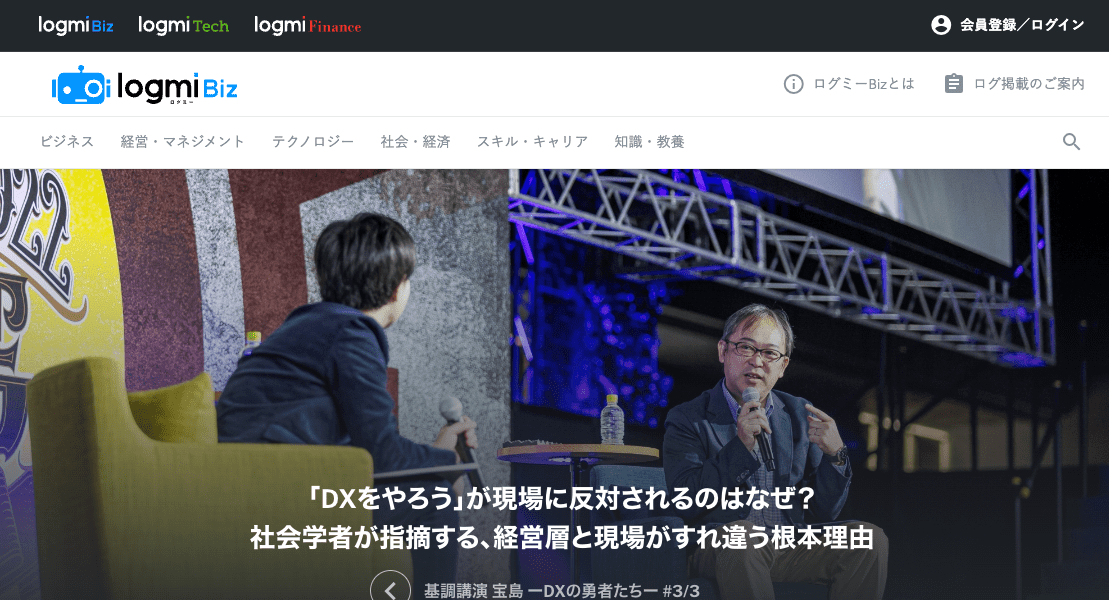 logmi Biz logmi Tech logmi Finance 会員登録／ログイン
logmi Biz ログミーBizとは ログ掲載のご案内
ログミー
ビジネス 経営・マネジメント テクノロジー 社会・経済 スキル・キャリア 知識・教養
「DXをやろう」が現場に反対されるのはなぜ？
社会学者が指摘する、経営層と現場がすれ違う根本理由
基調講演 宝島 ーDXの勇者たちー #3/3